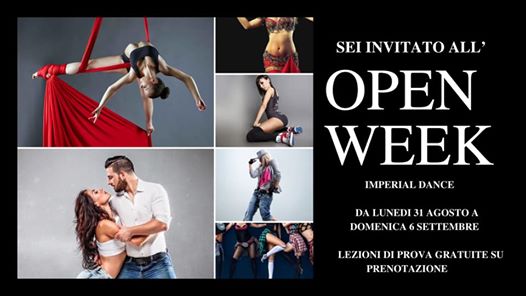 SEI INVITATO ALL'
OPEN
WEEK
IMPERIAL DANCE
DA LUNEDI 31 AGOSTO A
DOMENICA 6 SETTEMBRE
LEZIONI DI PROVA GRATUITE SU
PRENOTAZIONE